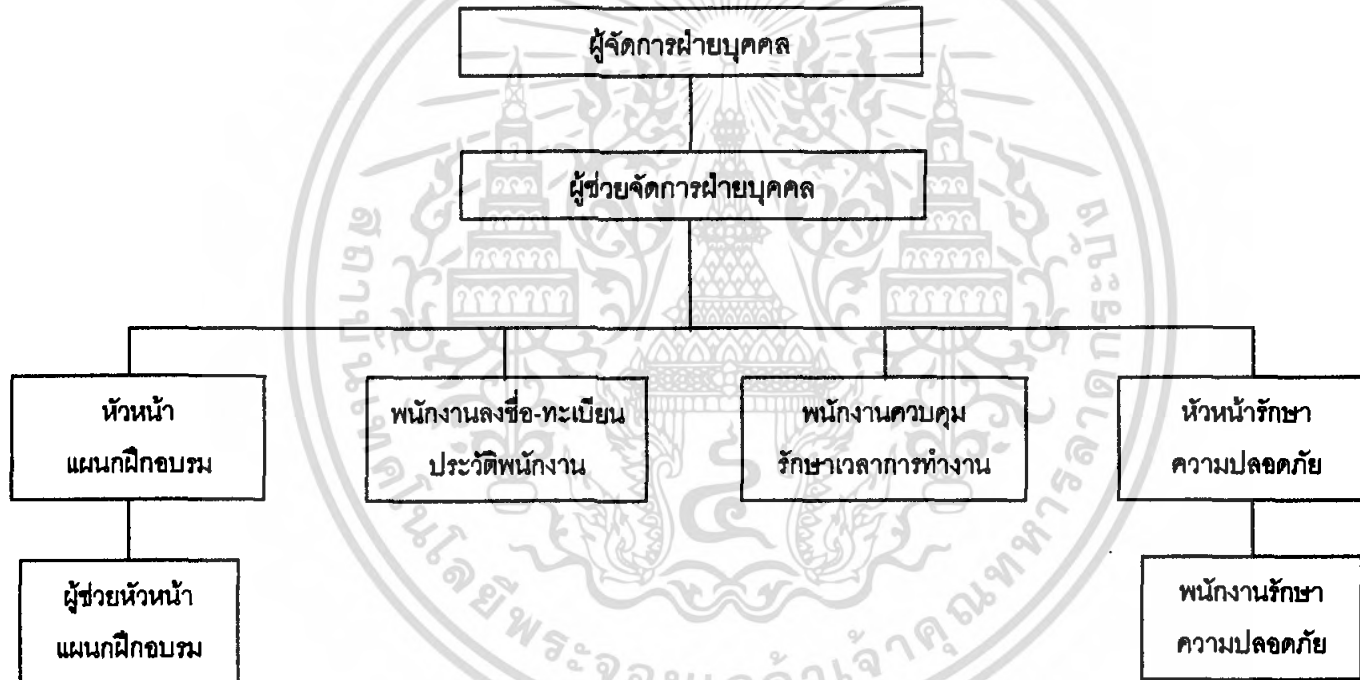 ผู้จัดการฝ่ายบุคคล
ผู้ช่วยจัดการฝ่ายบุคคล
หัวหน้า
แผนกฝึกอบรม
พนักงานลงชื่อ-ทะเบียน
ประวัติพนักงาน
พนักงานควบคุม
รักษาเวลาการทำงาน
หัวหน้ารักษา
ความปลอดภัย
ผู้ช่วยหัวหน้า
แผนกฝึกอบรม
พนักงานรักษา
ความปลอดภัย